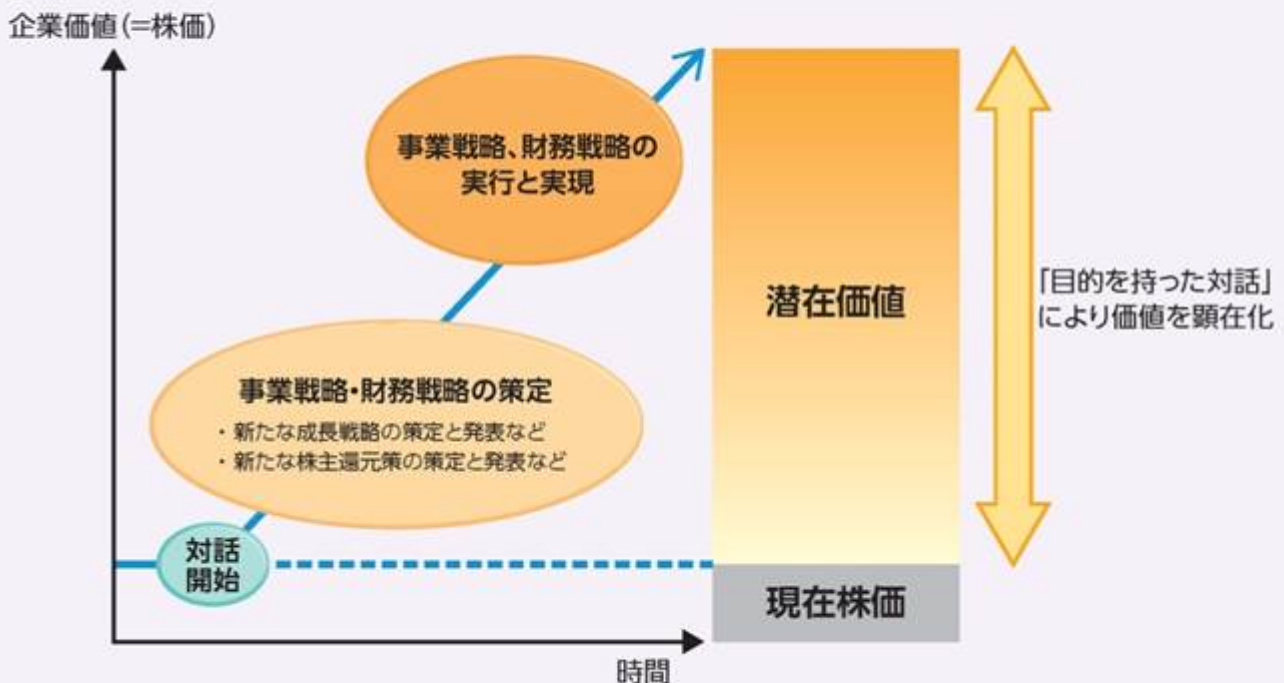 企業価値(=株価)
事業戦略、財務戦略の
実行と実現
潜在価値
「目的を持った対話」
により価値を顕在化
事業戦略・財務戦略の策定
・新たな成長戦略の策定と発表など
・新たな株主還元策の策定と発表など
対話
開始
現在株価
時間